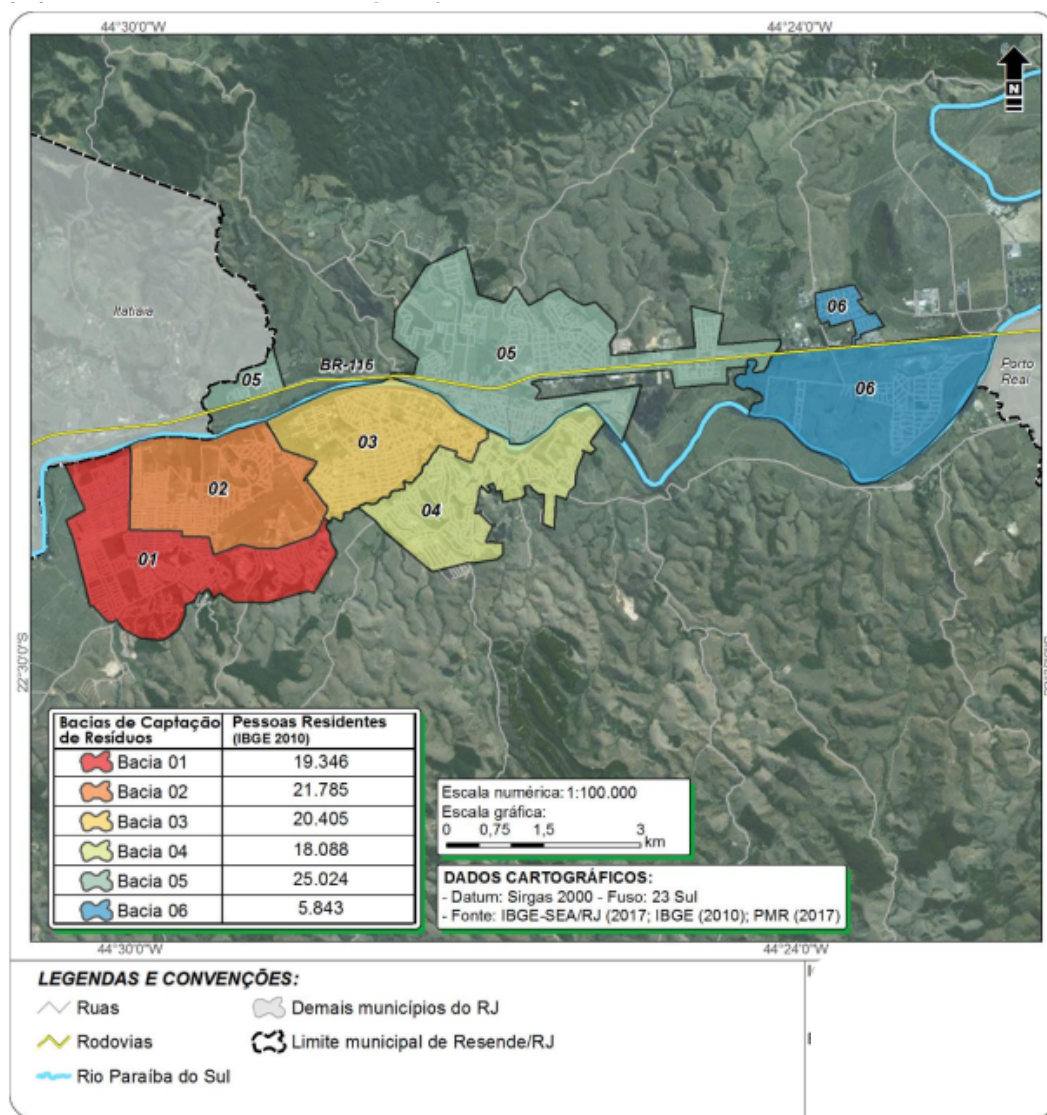 44°30'0"W
44°24'0"W
N
Itatiaia
BR-116
05
05
06
06
Porto
Real
03
02
04
01
22°30'0"S
Bacias de Captação
de Resíduos
Pessoas Residentes
(IBGE 2010)
Bacia 01
19.346
Bacia 02
21.785
Bacia 03
20.405
Bacia 04
18.088
Bacia 05
25.024
Bacia 06
5.843
Escala numérica: 1:100.000
Escala gráfica:
0 0,75 1,5 3
km
DADOS CARTOGRÁFICOS:
- Datum: Sirgas 2000 - Fuso: 23 Sul
- Fonte: IBGE-SEA/RJ (2017; IBGE (2010); PMR (2017)
44°30'0"W
44°24'0"W
LEGENDAS E CONVENÇÕES:
Ruas
Demais municípios do RJ
Rodovias
Limite municipal de Resende/RJ
Rio Paraíba do Sul